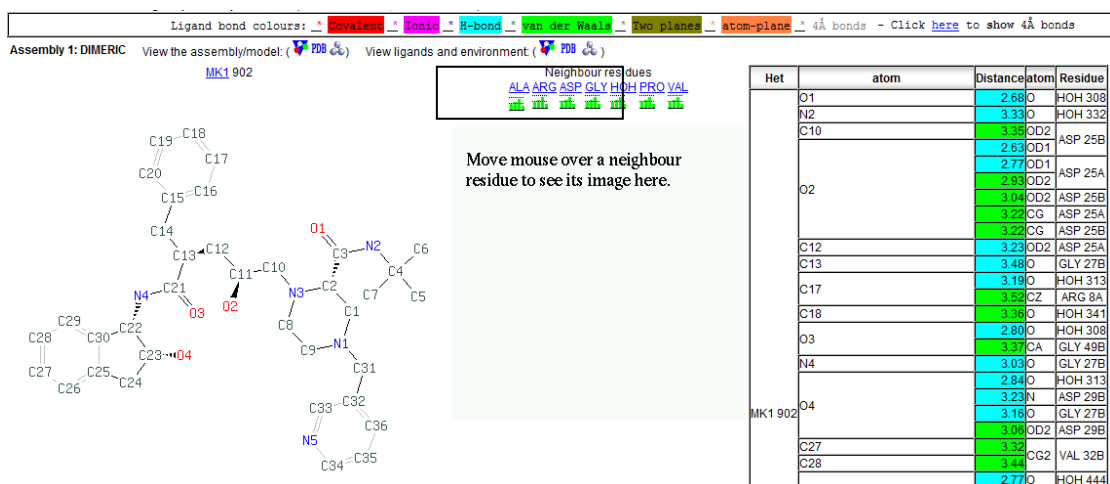 Ligand bond colours: * Covalent * Ionic * H-bond * van der Waals * Two planes * atom-plane * 4Å bonds - Click here to show 4Å bonds
Assembly 1: DIMERIC View the assembly/model: ( PDB ) View ligands and environment: ( PDB )
MK1 902
Neighbour residues
ALA ARG ASP GLY HOH PRO VAL
Move mouse over a neighbour
residue to see its image here.
C18
C19
C17
C20
C16
C15
C14
O1
N2
C6
C12
C3
C13
C10
C4
C11
C2
C7
C5
N4
C21
N3
O2
O3
C1
C29
C22
C8
C28
C30
C9
N1
C23
O4
C27
C25
C24
C31
C26
C33
C32
C36
N5
C35
C34
Het atom Distance atom Residue
MK1 902
O1 2.68 O HOH 308
N2 3.33 O HOH 332
C10 3.35 OD2 ASP 25B
O2 2.63 OD1
2.77 OD1 ASP 25A
2.93 OD2
3.04 OD2 ASP 25B
3.22 CG ASP 25A
3.22 CG ASP 25B
C12 3.23 OD2 ASP 25A
C13 3.48 O GLY 27B
C17 3.19 O HOH 313
3.52 CZ ARG 8A
C18 3.36 O HOH 341
O3 2.80 O HOH 308
3.37 CA GLY 49B
N4 3.03 O GLY 27B
O4 2.84 O HOH 313
3.23 N ASP 29B
3.16 O GLY 27B
3.06 OD2 ASP 29B
C27 3.32 CG2 VAL 32B
C28 3.44
2.77 O HOH 444